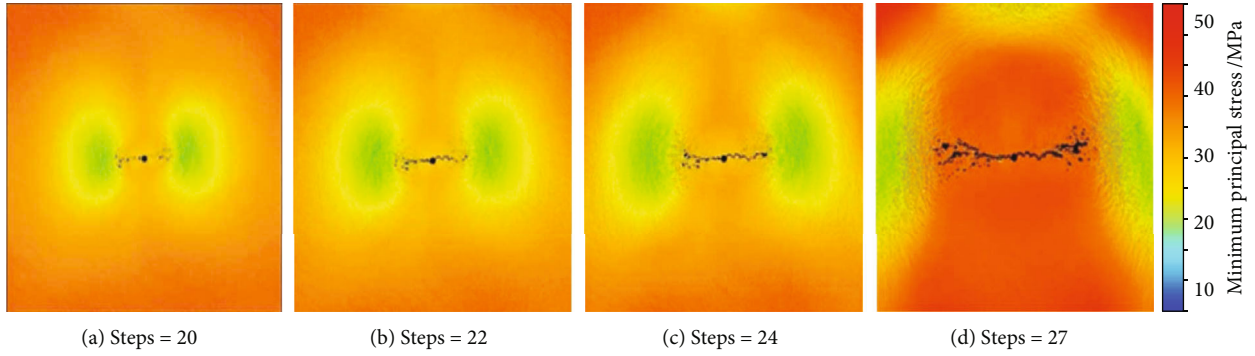 50
40
30
20
10
Minimum principal stress /MPa
(a) Steps = 20
(b) Steps = 22
(c) Steps = 24
(d) Steps = 27